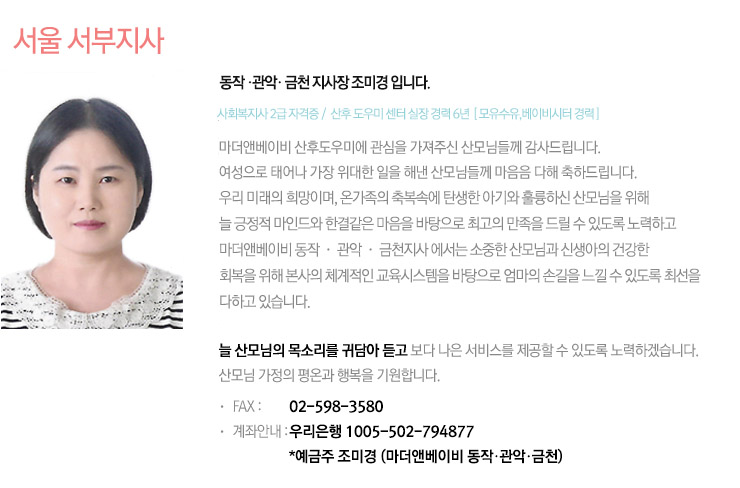 서울 서부지사
동작 ·관악· 금천 지사장 조미경 입니다.
사회복지사 2급 자격증 / 산후 도우미 센터 실장 경력 6년 [ 모유수유,베이비시터 경력 ]
마더앤베이비 산후도우미에 관심을 가져주신 산모님들께 감사드립니다.
여성으로 태어나 가장 위대한 일을 해낸 산모님들께 마음음 다해 축하드립니다.
우리 미래의 희망이며, 온가족의 축복속에 탄생한 아기와 훌륭하신 산모님을 위해
늘 긍정적 마인드와 한결같은 마음을 바탕으로 최고의 만족을 드릴 수 있도록 노력하고
마더앤베이비 동작 · 관악 · 금천지사 에서는 소중한 산모님과 신생아의 건강한
회복을 위해 본사의 체계적인 교육시스템을 바탕으로 엄마의 손길을 느낄 수 있도록 최선을
다하고 있습니다.
늘 산모님의 목소리를 귀담아 듣고 보다 나은 서비스를 제공할 수 있도록 노력하겠습니다.
산모님 가정의 평온과 행복을 기원합니다.
· FAX : 02-598-3580
· 계좌안내 : 우리은행 1005-502-794877
*예금주 조미경 (마더앤베이비 동작·관악·금천)